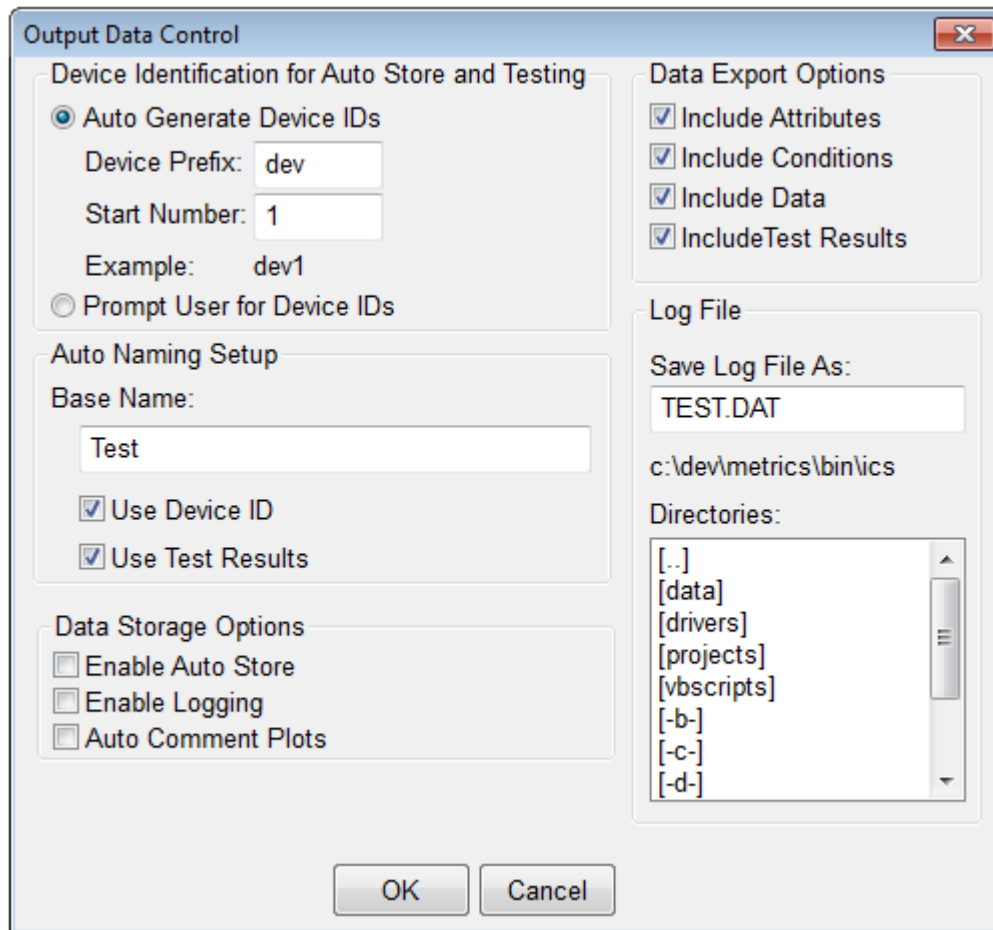 Output Data Control
Device Identification for Auto Store and Testing
Auto Generate Device IDs
Device Prefix: dev
Start Number: 1
Example: dev1
Prompt User for Device IDs
Auto Naming Setup
Base Name:
Test
Use Device ID
Use Test Results
Data Storage Options
Enable Auto Store
Enable Logging
Auto Comment Plots
Data Export Options
Include Attributes
Include Conditions
Include Data
IncludeTest Results
Log File
Save Log File As:
TEST.DAT
c:\dev\metrics\bin\ics
Directories:
[..]
[data]
[drivers]
[projects]
[vbscripts]
[-b-]
[-c-]
[-d-]
OK
Cancel